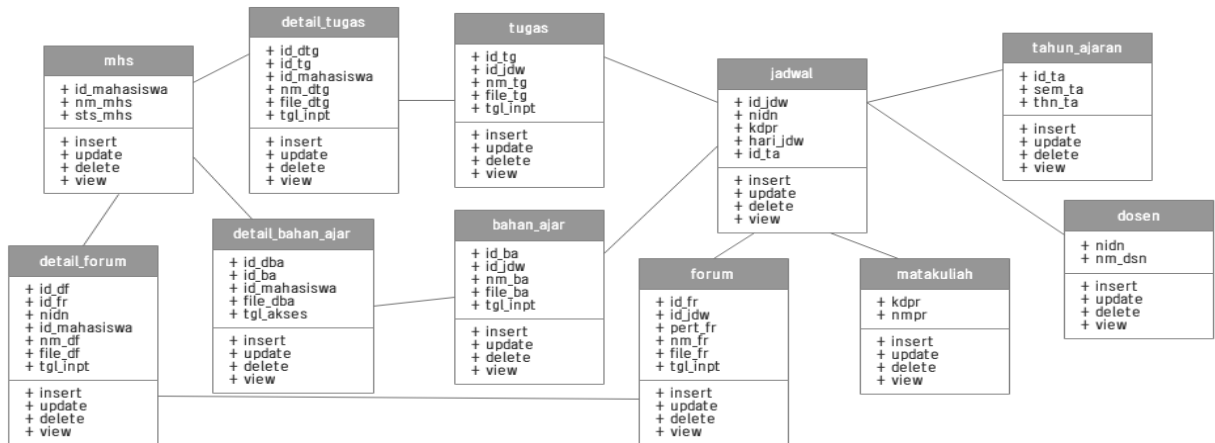 mhs
+ id_mahasiswa
+ nm_mhs
+ sts_mhs
+ insert
+ update
+ delete
+ view
detail_tugas
+ id_dtg
+ id_tg
+ id_mahasiswa
+ nm_dtg
+ file_dtg
+ tgl_inpt
+ insert
+ update
+ delete
+ view
tugas
+ id_tg
+ id_jdw
+ nm_tg
+ file_tg
+ tgl_inpt
+ insert
+ update
+ delete
+ view
jadwal
+ id_jdw
+ nidn
+ kdpr
+ hari_jdw
+ id_ta
+ insert
+ update
+ delete
+ view
tahun_ajaran
+ id_ta
+ sem_ta
+ thn_ta
+ insert
+ update
+ delete
+ view
detail_forum
+ id_df
+ id_fr
+ nidn
+ id_mahasiswa
+ nm_df
+ file_df
+ tgl_inpt
+ insert
+ update
+ delete
+ view
detail_bahan_ajar
+ id_dba
+ id_ba
+ id_mahasiswa
+ file_dba
+ tgl_akses
+ insert
+ update
+ delete
+ view
bahan_ajar
+ id_ba
+ id_jdw
+ nm_ba
+ file_ba
+ tgl_inpt
+ insert
+ update
+ delete
+ view
forum
+ id_fr
+ id_jdw
+ pert_fr
+ nm_fr
+ file_fr
+ tgl_inpt
+ insert
+ update
+ delete
+ view
matakuliah
+ kdpr
+ nmpr
+ insert
+ update
+ delete
+ view
dosen
+ nidn
+ nm_dsn
+ insert
+ update
+ delete
+ view